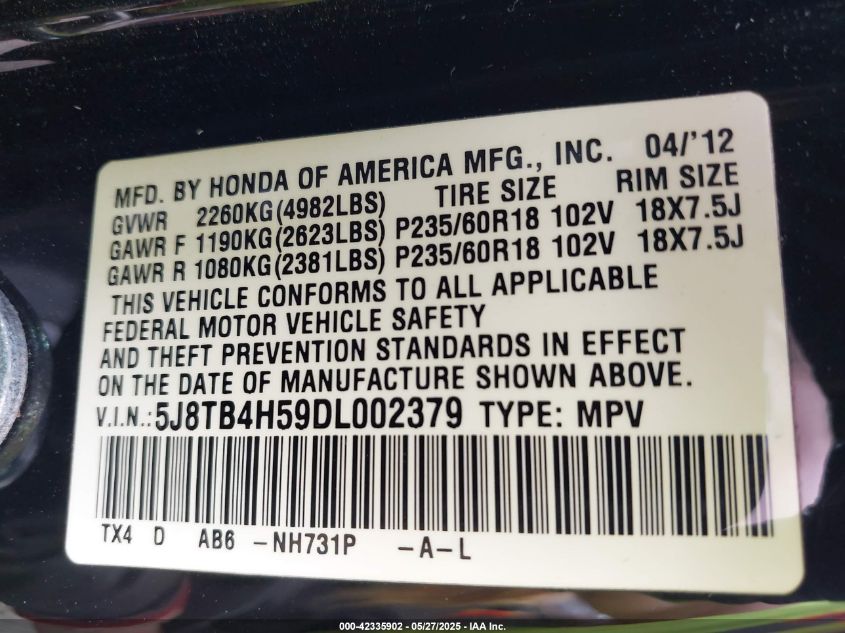 MFD. BY HONDA OF AMERICA MFG., INC. 04/'12
GVWR 2260KG(4982LBS) TIRE SIZE RIM SIZE
GAWR F 1190KG(2623LBS) P235/60R18 102V 18X7.5J
GAWR R 1080KG(2381LBS) P235/60R18 102V 18X7.5J
THIS VEHICLE CONFORMS TO ALL APPLICABLE
FEDERAL MOTOR VEHICLE SAFETY
AND THEFT PREVENTION STANDARDS IN EFFECT
ON THE DATE OF MANUFACTURE SHOWN ABOVE.
V.I.N.:5J8TB4H59DL002379 TYPE: MPV
TX4 D AB6 -NH731P -A-L
000-42335902 - 05/27/2025 - IAA Inc.